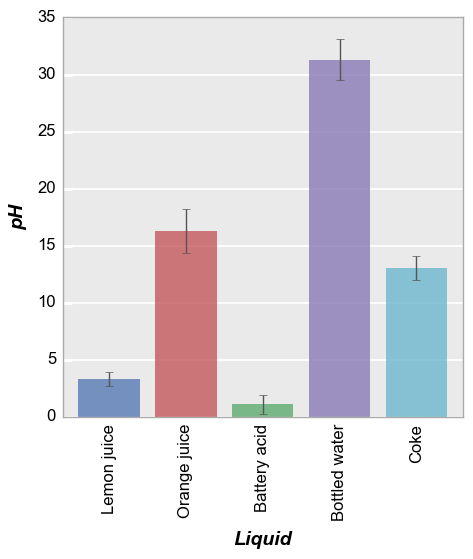 35
30
25
20
15
10
5
0
pH
Lemon juice
Orange juice
Battery acid
Bottled water
Coke
Liquid